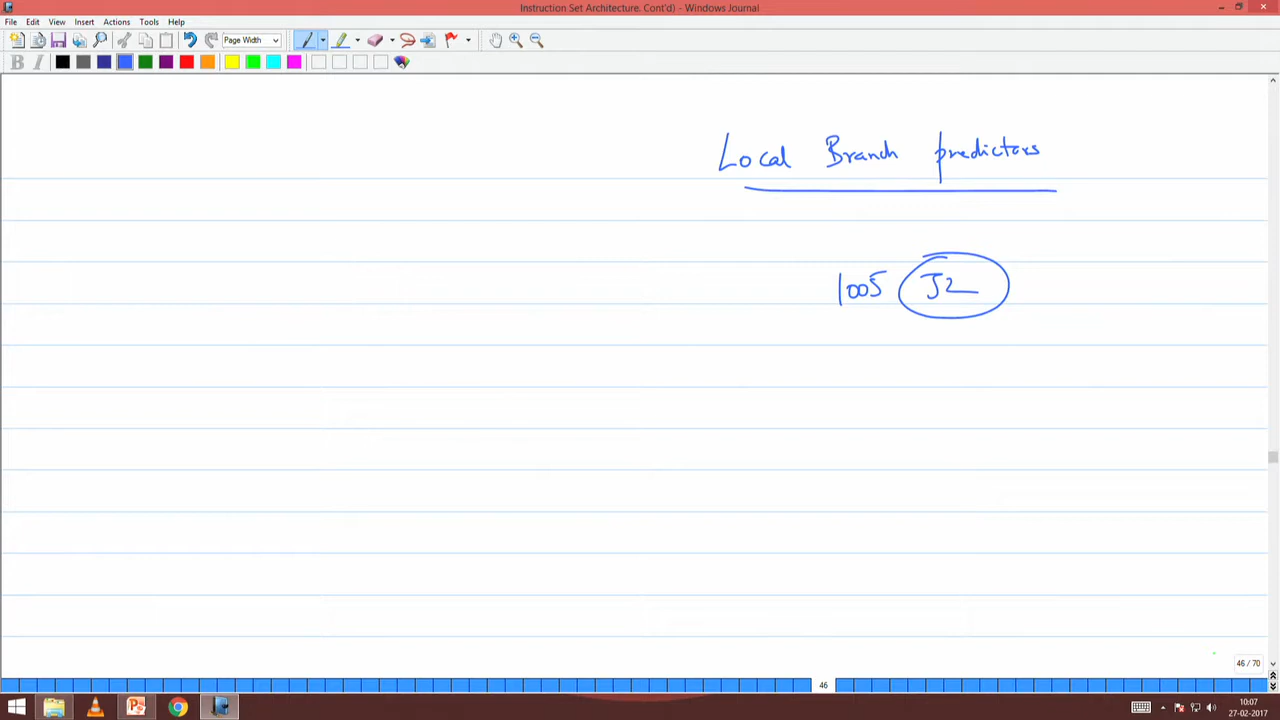 Instruction Set Architecture. Cont'd) - Windows Journal
File Edit View Insert Actions Tools Help
Page Width
B I
Local Branch predictors
1005 J2
46 / 70
46
10:07
27-02-2017